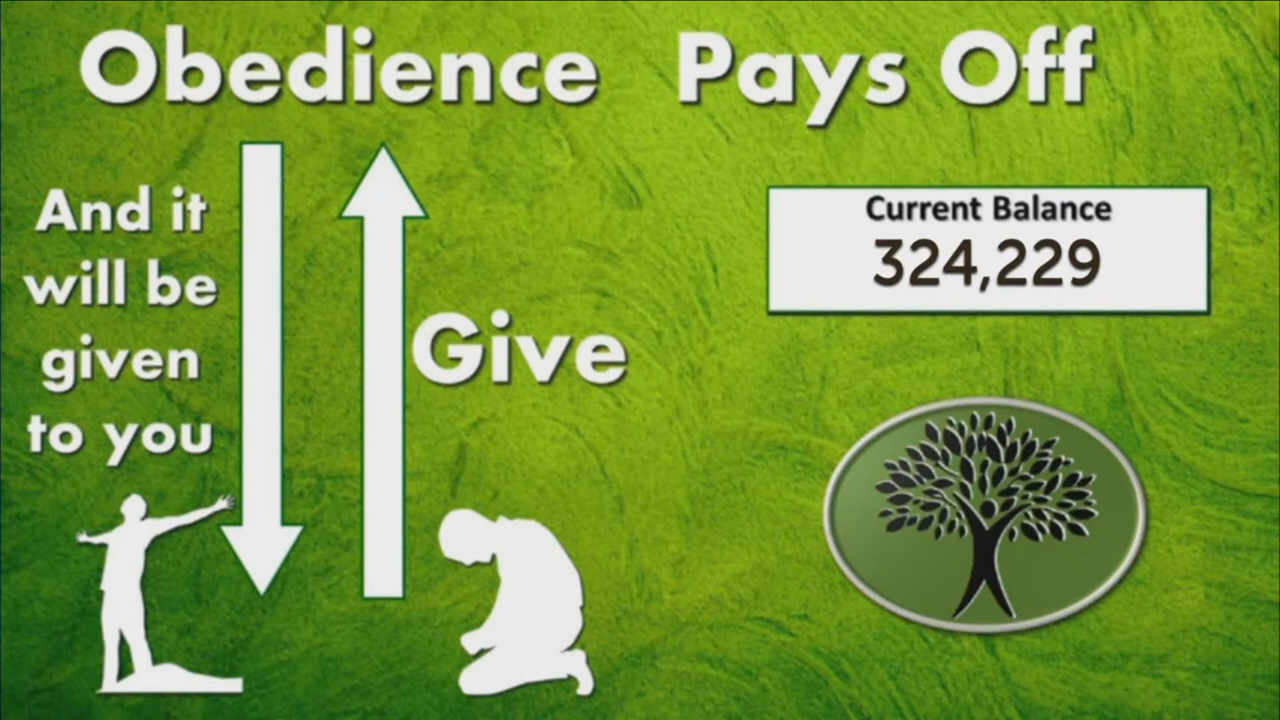 Obedience Pays Off
And it
will be
given
to you
Give
Current Balance
324,229